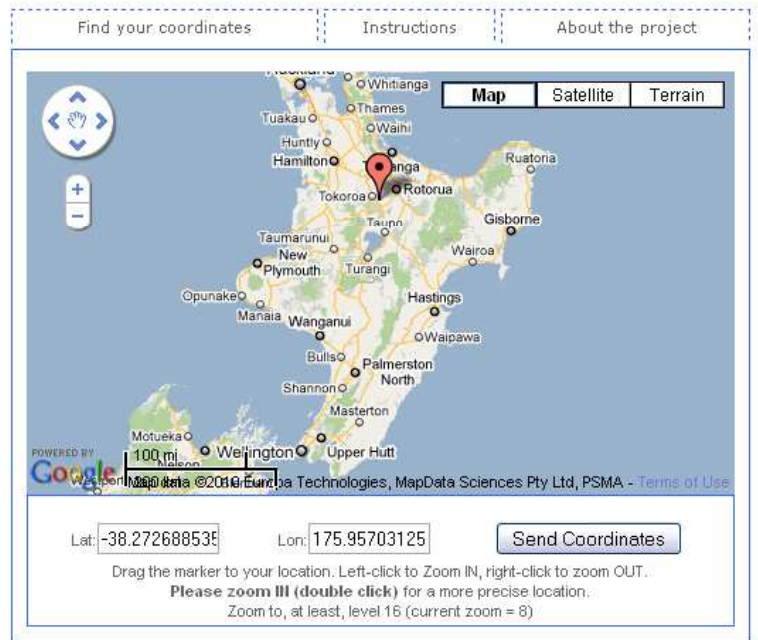 Find your coordinates
Instructions
About the project
Map
Satellite
Terrain
Whitianga
Thames
Tuakau
Waihi
Huntly
Hamilton
Ruatoria
Tokoroa
Rotorua
Taupo
Gisborne
Taumarunui
Wairoa
New
Plymouth
Turangi
Opunake
Hastings
Manaia
Wanganui
Waipawa
Bulls
Palmerston
North
Shannon
Masterton
Motueka
Wellington
Upper Hutt
POWERED BY
Google
100 mi
Nelson
200 km
Map data ©2010 Europa Technologies, MapData Sciences Pty Ltd, PSMA - Terms of Use
Lat: -38.272688535
Lon: 175.95703125
Send Coordinates
Drag the marker to your location. Left-click to Zoom IN, right-click to zoom OUT.
Please zoom IN (double click) for a more precise location.
Zoom to, at least, level 16 (current zoom = 8)